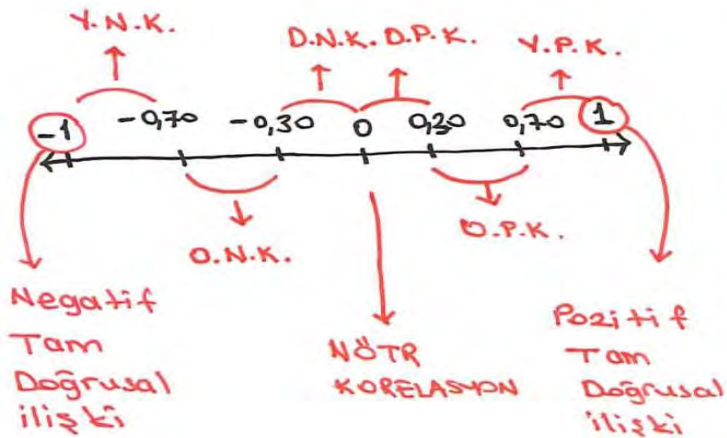 Y.N.K. D.N.K. D.P.K. Y.P.K.
-1 -0,70 -0,30 0 0,30 0,70 1
O.N.K. O.P.K.
Negatif
Tam
Doğrusal
ilişki
NÖTR
KORELASYON
Pozitif
Tam
Doğrusal
ilişki